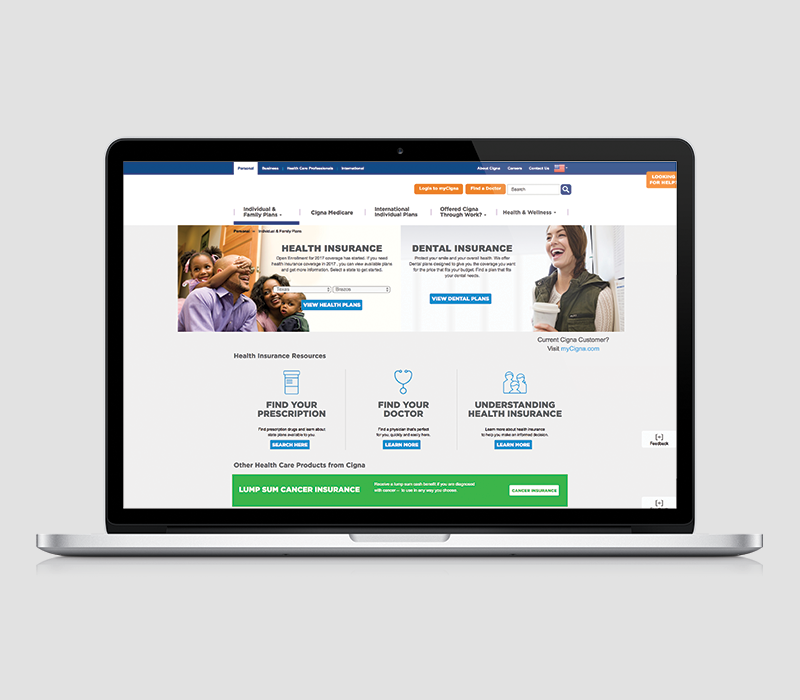 Personal
Business
Health Care Professionals
International
About Cigna
Careers
Contact Us
LOOKING
FOR HELP?
Login to myCigna
Find a Doctor
Search
Individual &
Family Plans
Cigna Medicare
International
Individual Plans
Offered Cigna
Through Work?
Health & Wellness
Personal
Individual & Family Plans
HEALTH INSURANCE
Open Enrollment for 2017 coverage has started. If you need
health insurance coverage in 2017, you can view available plans
and get more information. Select a state to get started.
Texas
VIEW HEALTH PLANS
DENTAL INSURANCE
Protect your smile and your overall health. We offer
Dental plans designed to give you the coverage you want
for the price that fits your budget. Find a plan that fits
your dental needs.
VIEW DENTAL PLANS
Current Cigna Customer?
Visit myCigna.com
Health Insurance Resources
FIND YOUR
PRESCRIPTION
Find prescription drugs and learn about
state plans available to you.
SEARCH HERE
FIND YOUR
DOCTOR
Find a physician that's perfect
for you, quickly and easily here.
LEARN MORE
UNDERSTANDING
HEALTH INSURANCE
Learn more about health insurance
to help you make an informed decision.
LEARN MORE
[+]
Feedback
Other Health Care Products from Cigna
LUMP SUM CANCER INSURANCE
Receive a lump sum cash benefit if you are diagnosed
with cancer – to use in any way you choose.
CANCER INSURANCE
[+]